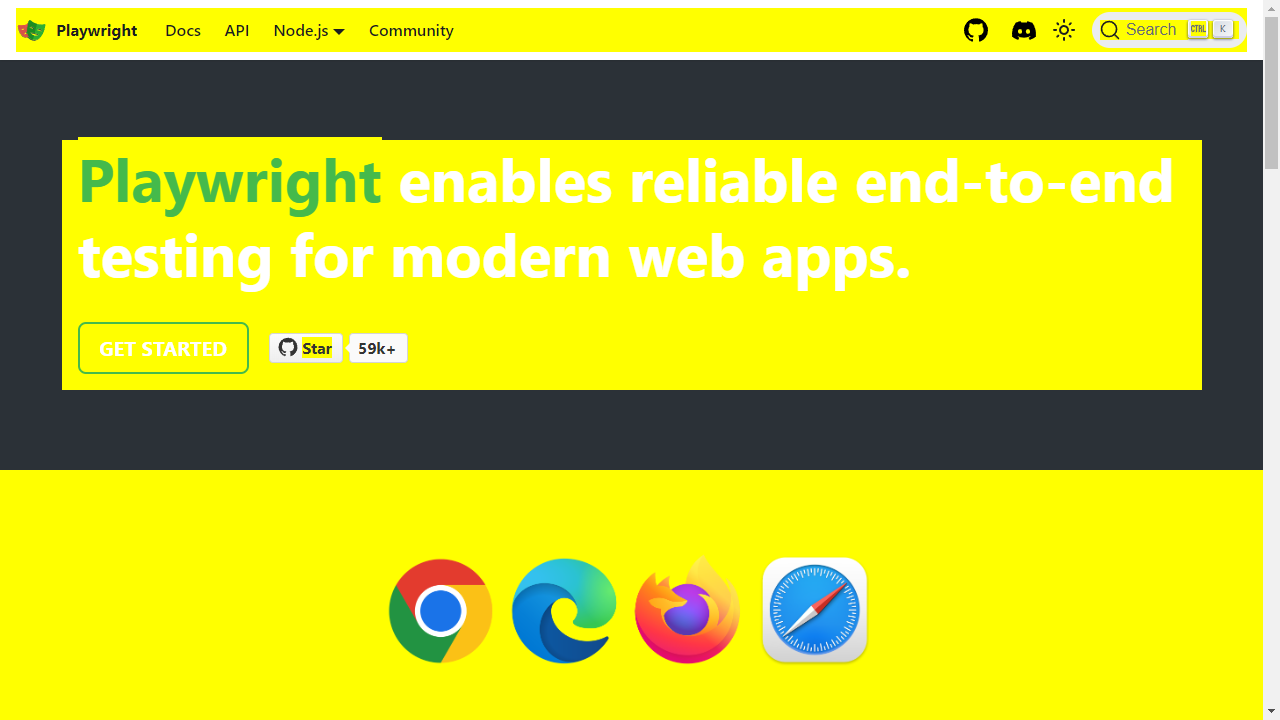 Playwright Docs API Node.js Community Search CTRL K
Playwright enables reliable end-to-end
testing for modern web apps.
GET STARTED Star 59k+